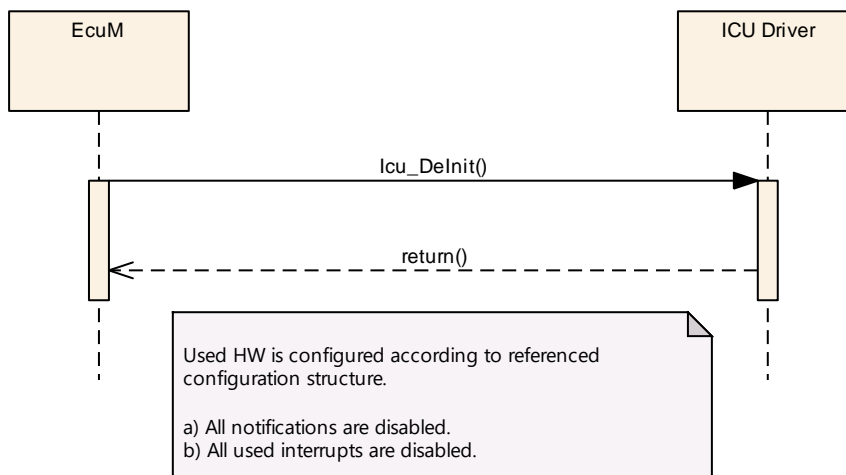 EcuM
ICU Driver
Icu_DeInit()
return()
Used HW is configured according to referenced
configuration structure.
a) All notifications are disabled.
b) All used interrupts are disabled.